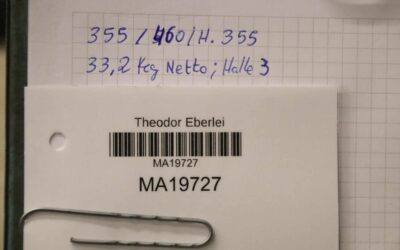 355/460/H. 355
33,2 kg Netto; Halle 3
Theodor Eberlei
MA19727
MA19727